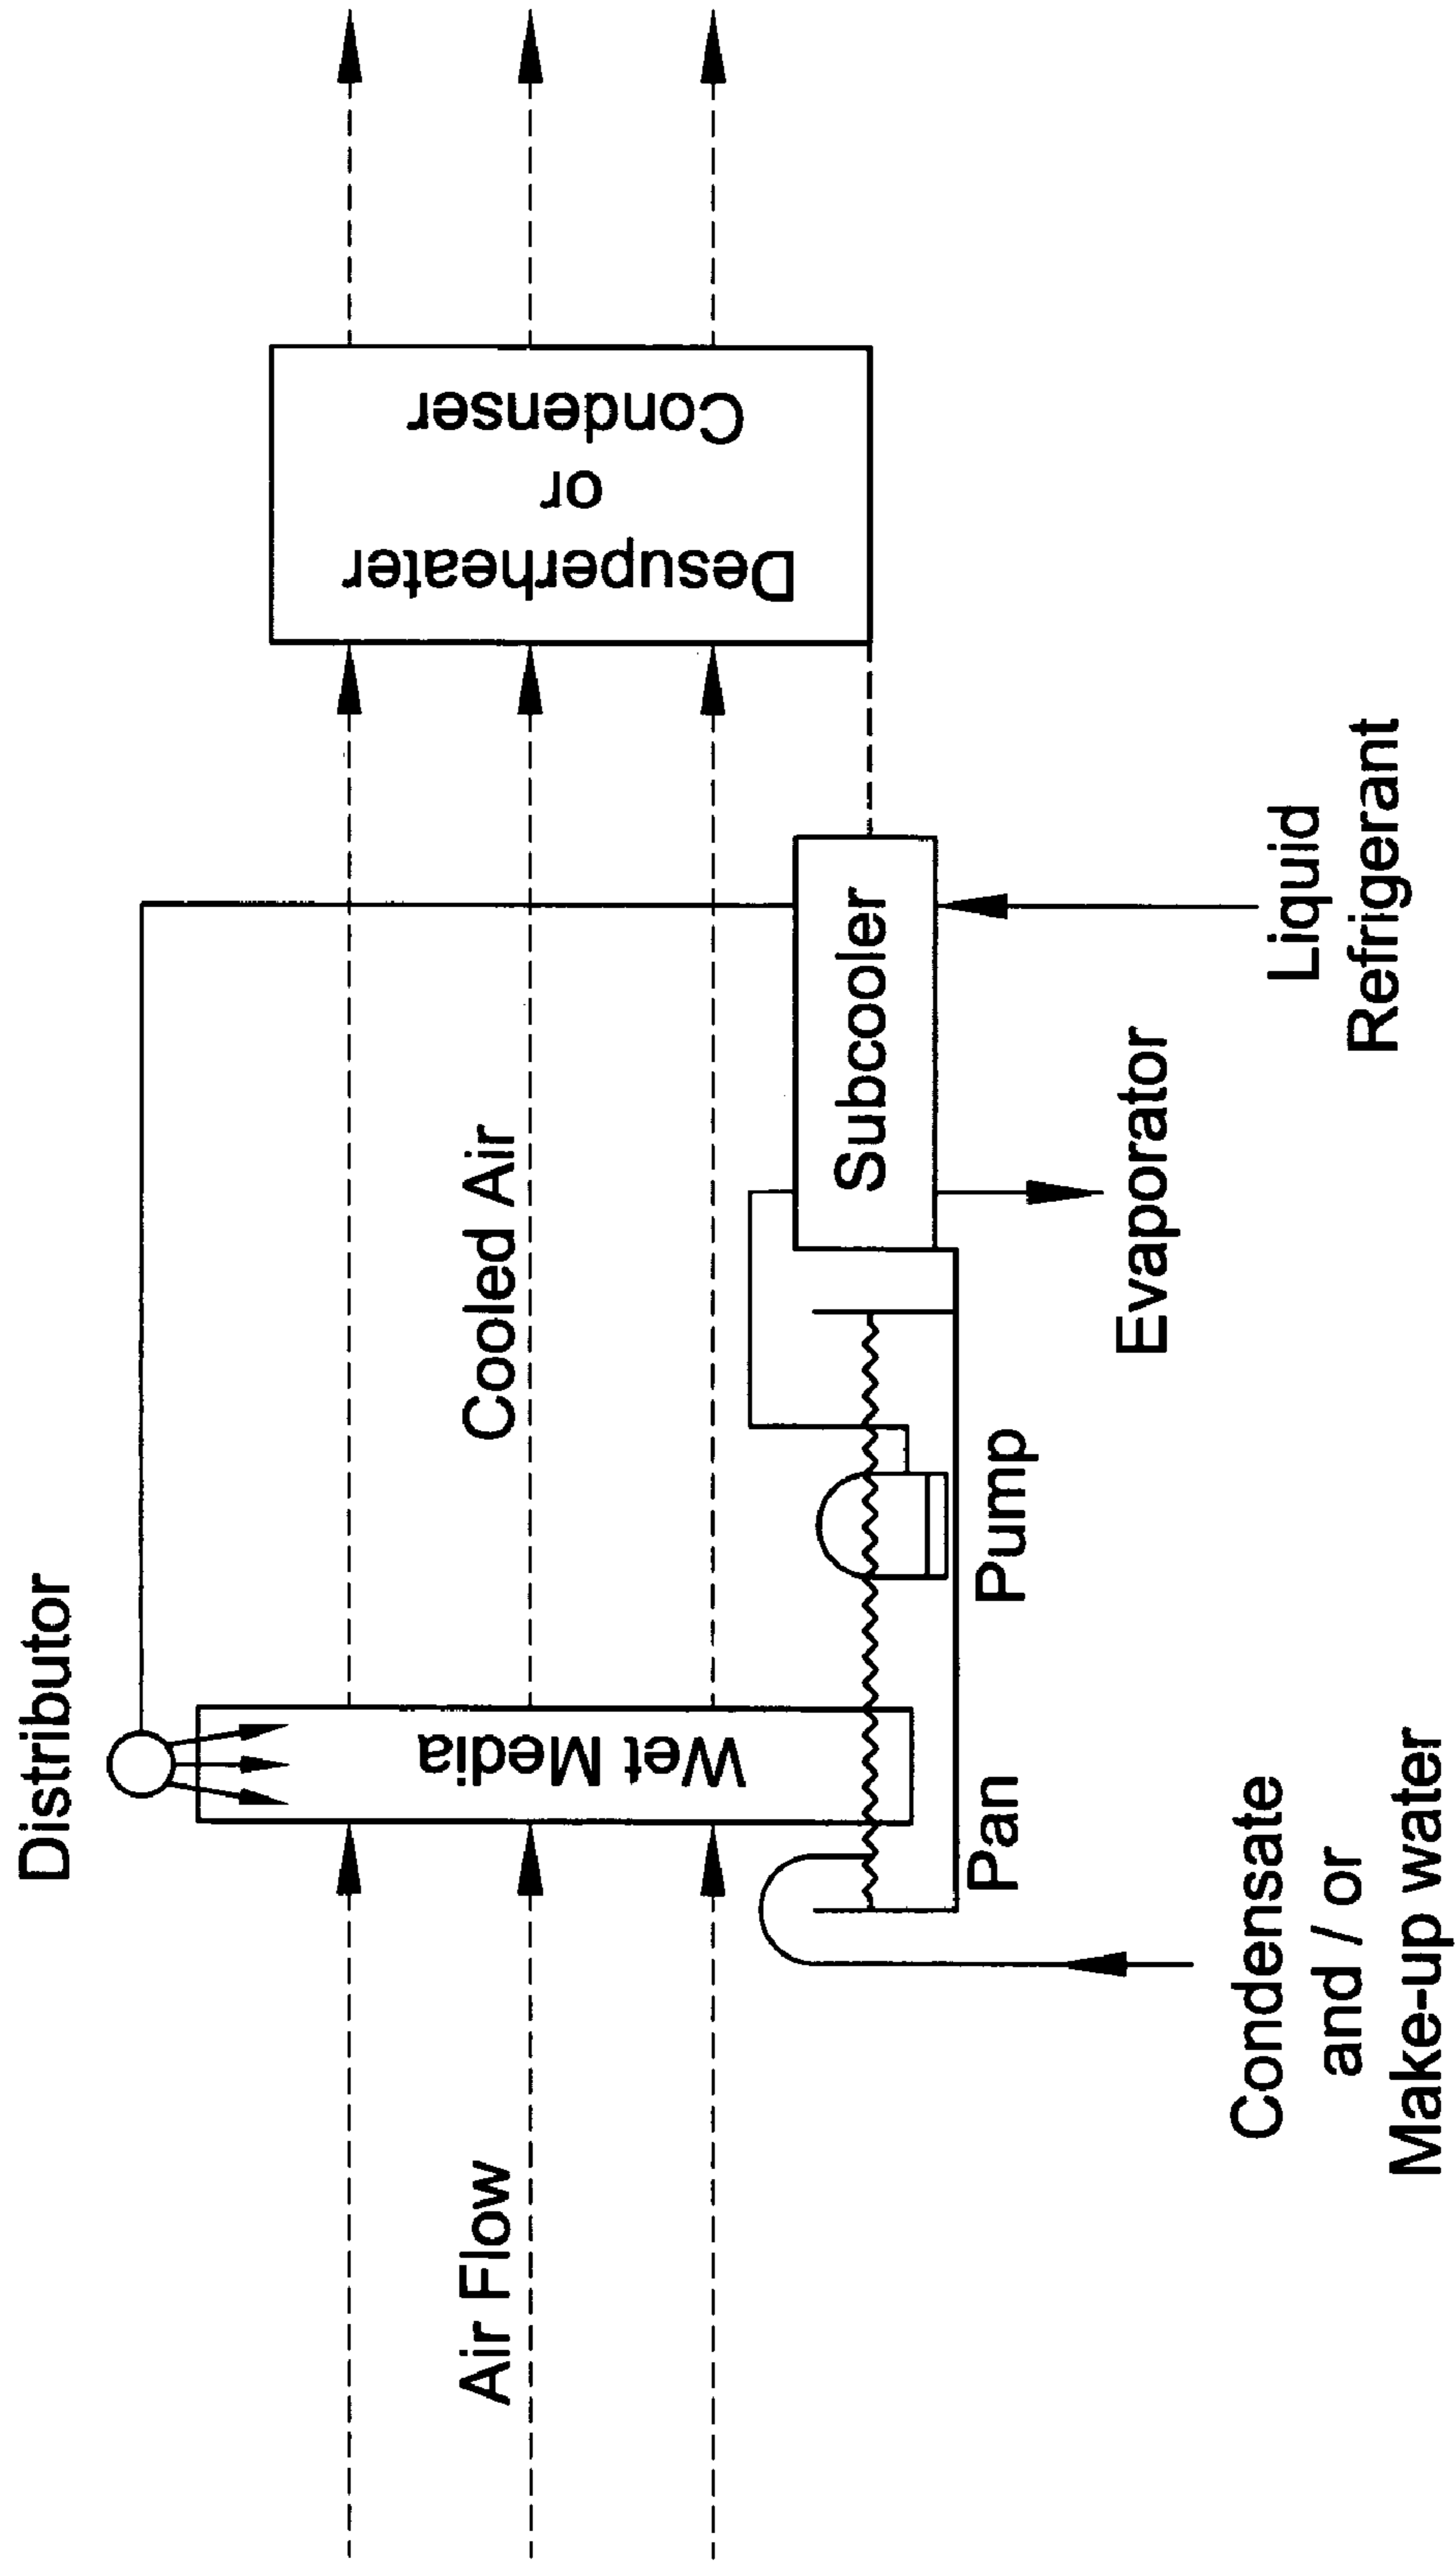 Distributor
Air Flow
Wet Media
Cooled Air
Desuperheater
or
Condenser
Subcooler
Pan
Pump
Evaporator
Liquid
Refrigerant
Condensate
and / or
Make-up water